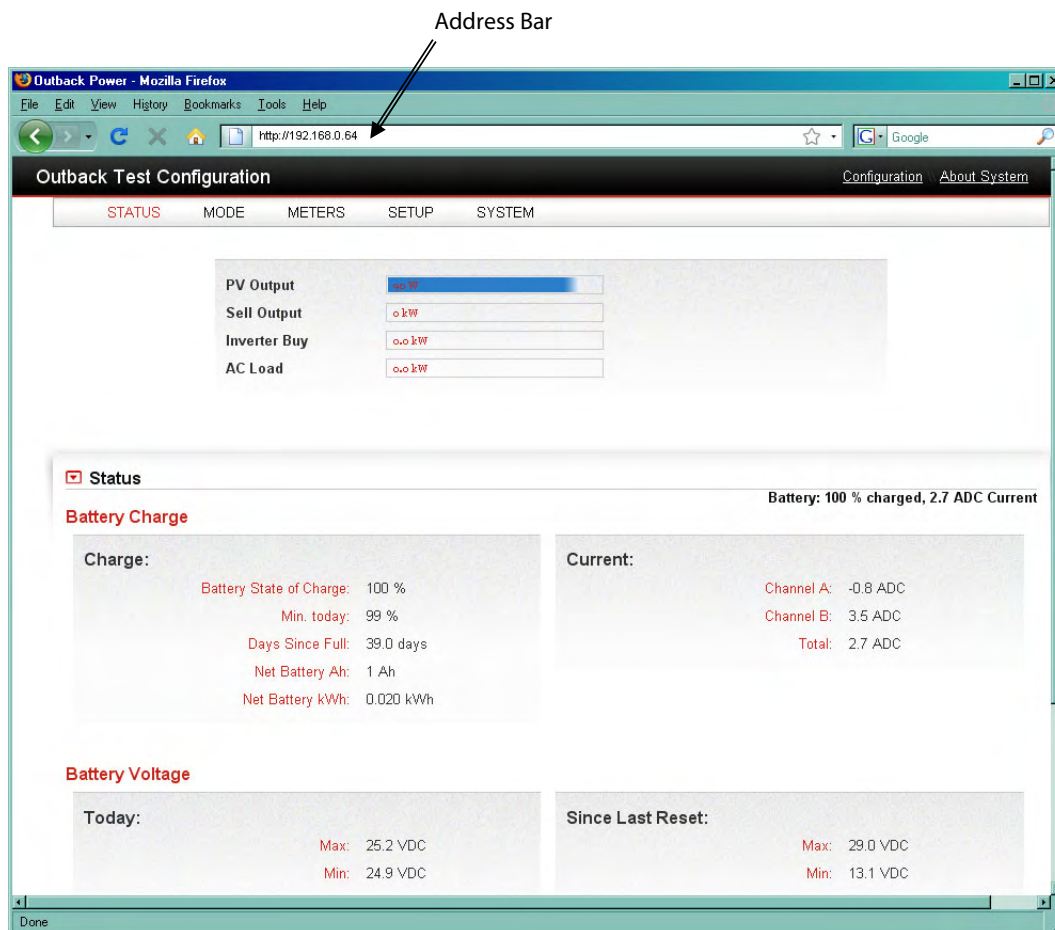 Address Bar
Outback Power - Mozilla Firefox
File Edit View History Bookmarks Tools Help
http://192.168.0.64 G Google
Outback Test Configuration Configuration \\ About System
STATUS MODE METERS SETUP SYSTEM
PV Output 90 W
Sell Output 0 kW
Inverter Buy 0.0 kW
AC Load 0.0 kW
Status
Battery: 100 % charged, 2.7 ADC Current
Battery Charge
Charge: Current:
Battery State of Charge: 100 % Channel A: -0.8 ADC
Min. today: 99 % Channel B: 3.5 ADC
Days Since Full: 39.0 days Total: 2.7 ADC
Net Battery Ah: 1 Ah
Net Battery kWh: 0.020 kWh
Battery Voltage
Today: Since Last Reset:
Max: 25.2 VDC Max: 29.0 VDC
Min: 24.9 VDC Min: 13.1 VDC
Done